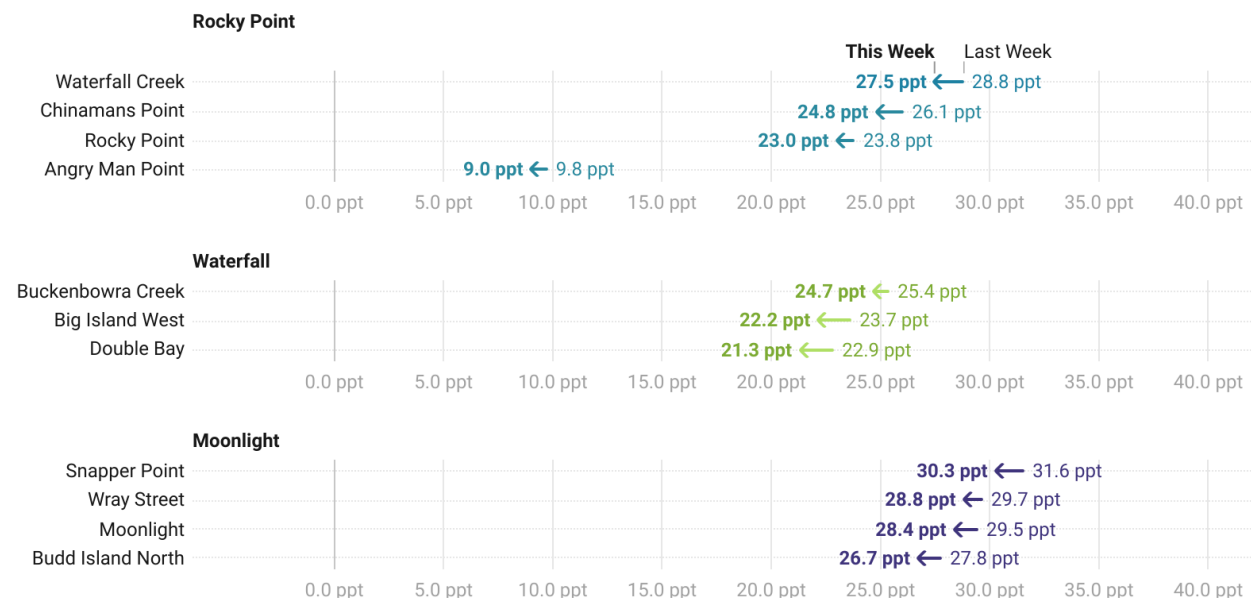 Rocky Point
This Week Last Week
Waterfall Creek 27.5 ppt 28.8 ppt
Chinamans Point 24.8 ppt 26.1 ppt
Rocky Point 23.0 ppt 23.8 ppt
Angry Man Point 9.0 ppt 9.8 ppt
0.0 ppt 5.0 ppt 10.0 ppt 15.0 ppt 20.0 ppt 25.0 ppt 30.0 ppt 35.0 ppt 40.0 ppt
Waterfall
Buckenbowra Creek 24.7 ppt 25.4 ppt
Big Island West 22.2 ppt 23.7 ppt
Double Bay 21.3 ppt 22.9 ppt
0.0 ppt 5.0 ppt 10.0 ppt 15.0 ppt 20.0 ppt 25.0 ppt 30.0 ppt 35.0 ppt 40.0 ppt
Moonlight
Snapper Point 30.3 ppt 31.6 ppt
Wray Street 28.8 ppt 29.7 ppt
Moonlight 28.4 ppt 29.5 ppt
Budd Island North 26.7 ppt 27.8 ppt
0.0 ppt 5.0 ppt 10.0 ppt 15.0 ppt 20.0 ppt 25.0 ppt 30.0 ppt 35.0 ppt 40.0 ppt